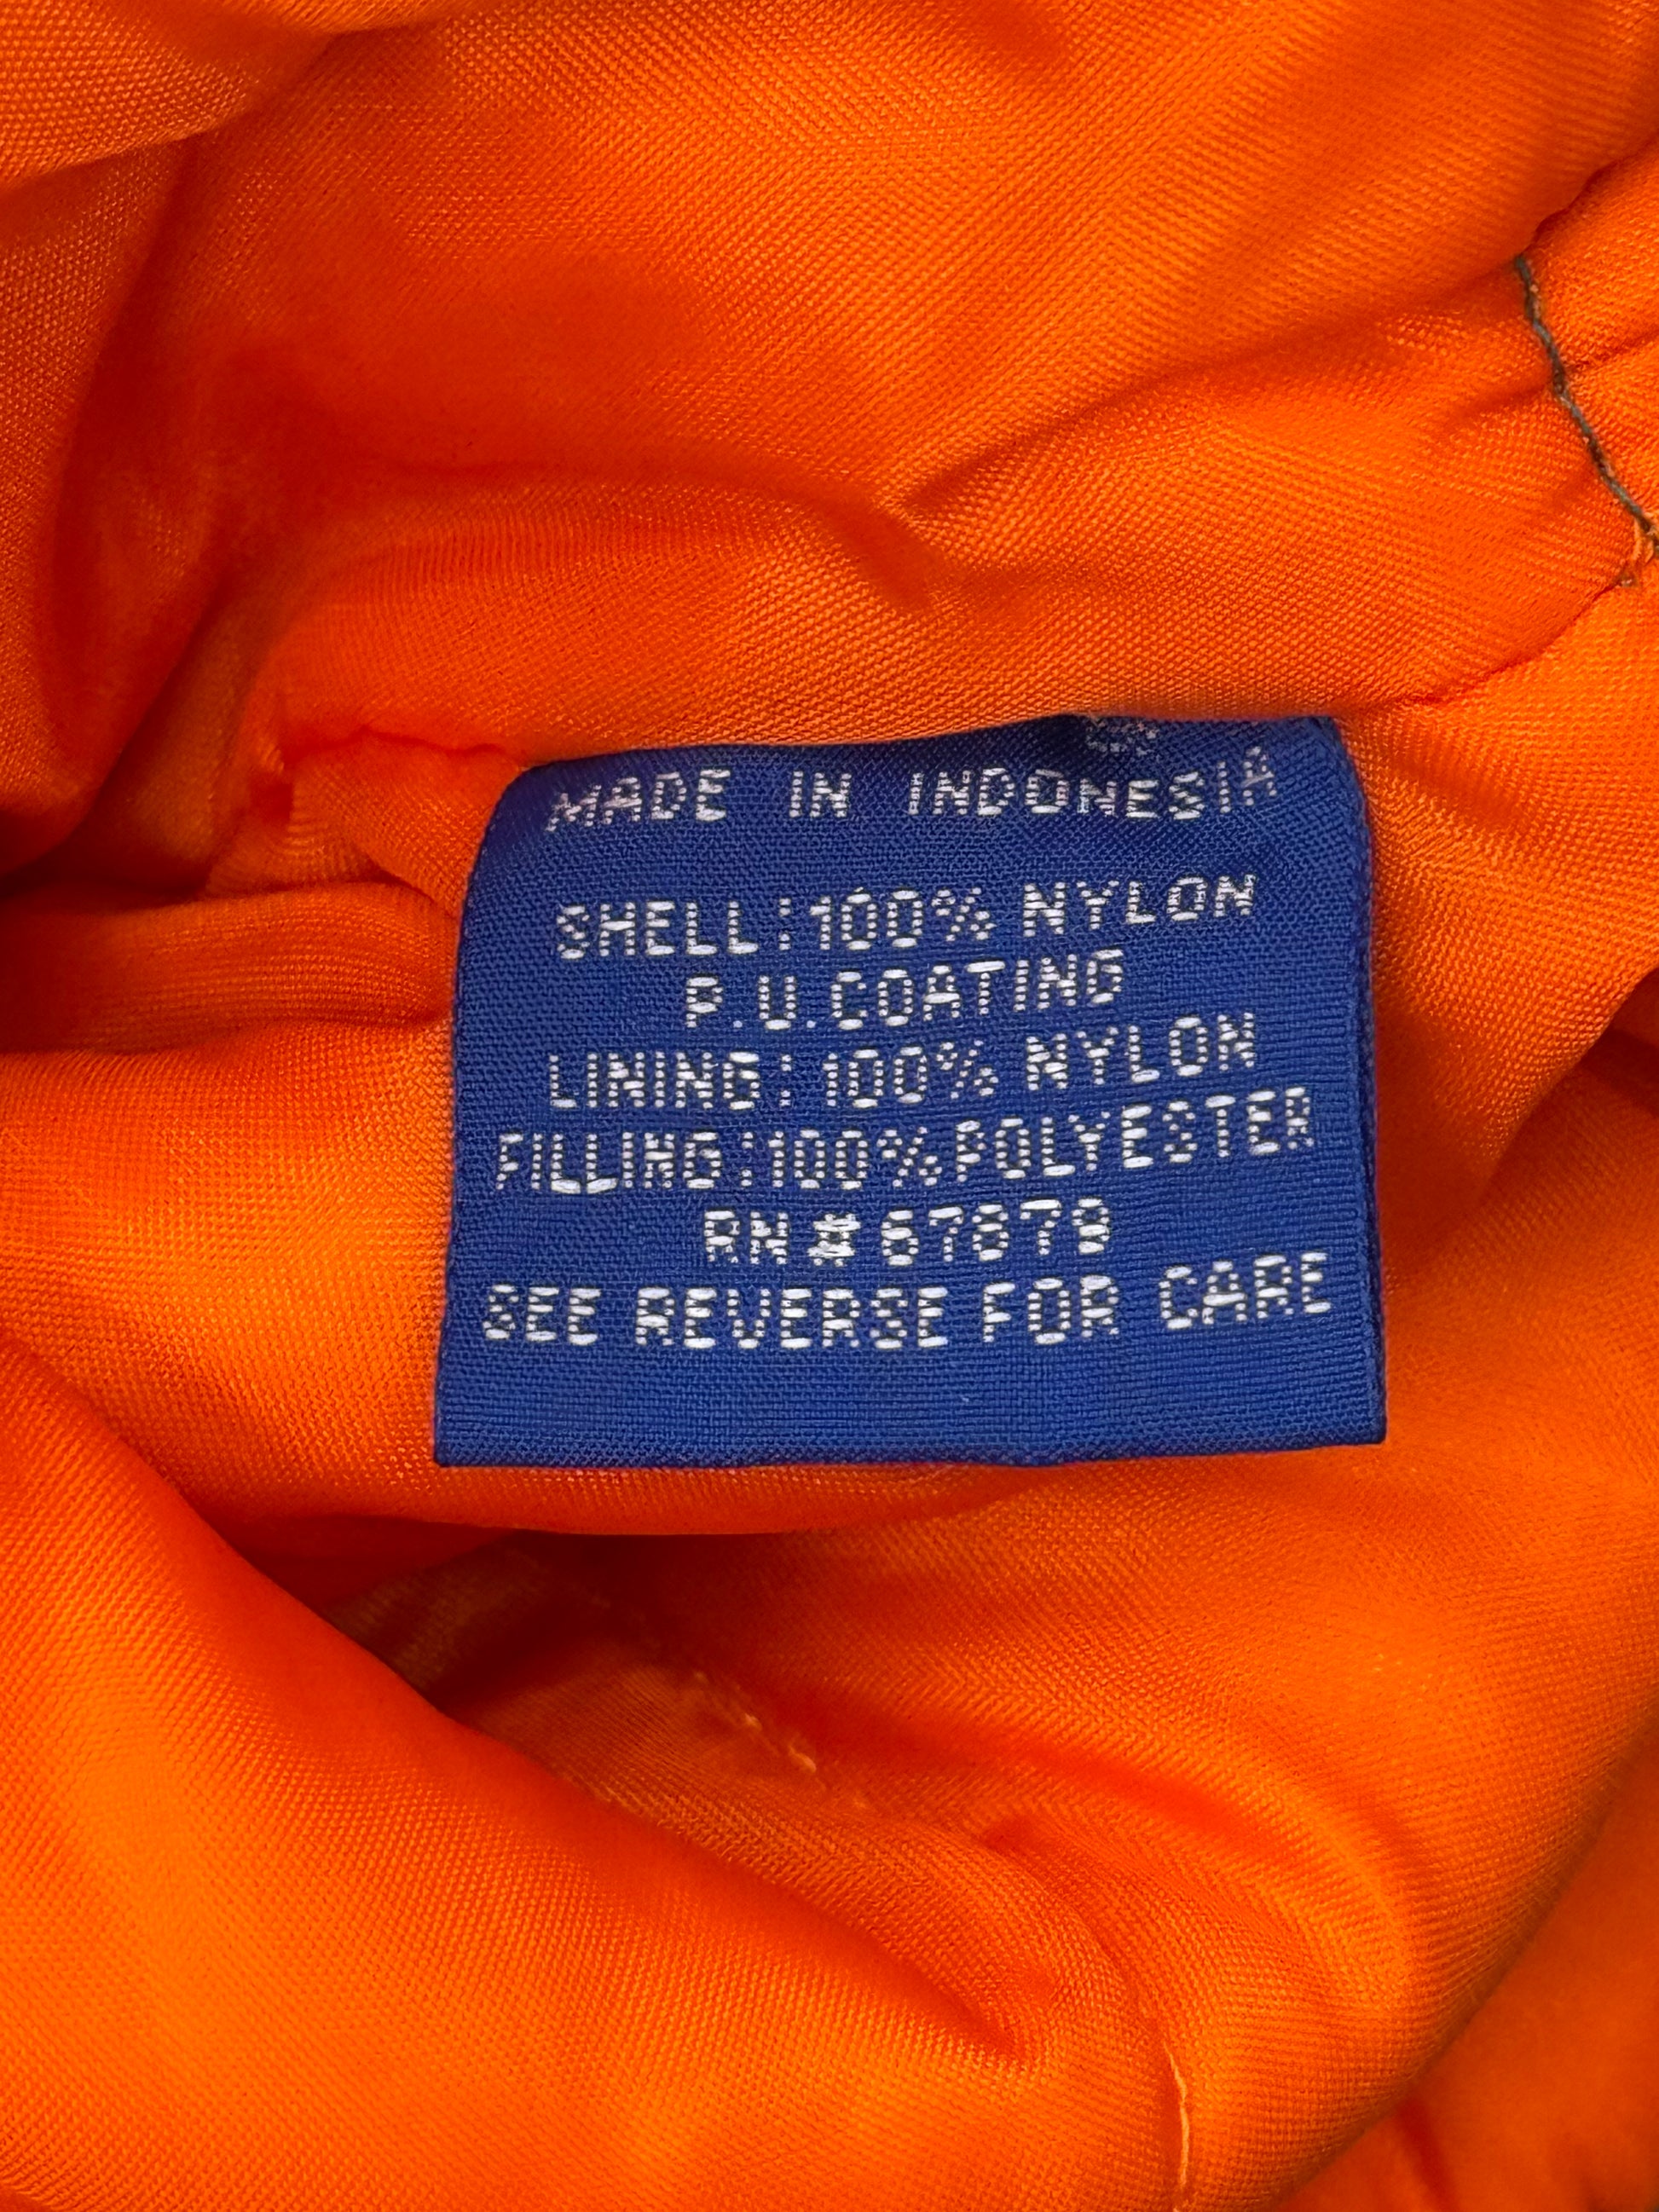 MADE IN INDONESIA
SHELL:100% NYLON
P.U.COATING
LINING: 100% NYLON
FILLING:100%POLYESTER
RN#67879
SEE REVERSE FOR CARE